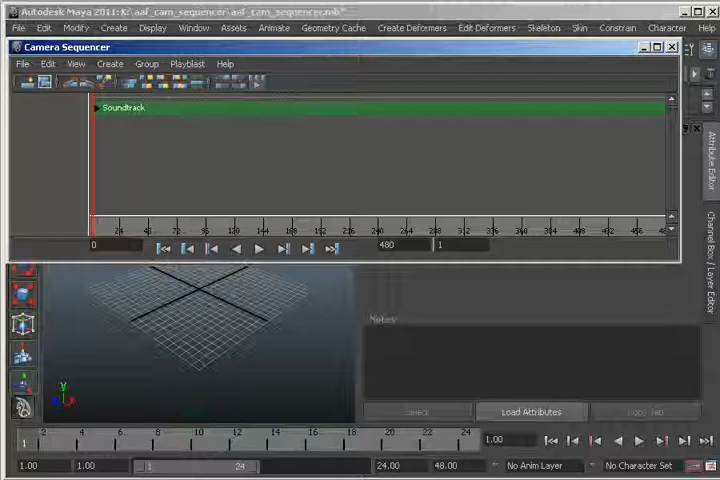 Autodesk Maya 2011: K:\aaf_cam_sequencer\aaf_cam_sequencer.mb*
File Edit Modify Create Display Window Assets Animate Geometry Cache Create Deformers Edit Deformers Skeleton Skin Constrain Character Help
Camera Sequencer
File Edit View Create Group Playblast Help
Soundtrack
24 48 72 96 120 144 168 192 216 240 264 288 312 336 360 384 408 432 456
0 480 1
Attribute Editor
Channel Box / Layer Editor
Notes:
Select Load Attributes Copy Tab
y
1 2 4 6 8 10 12 14 16 18 20 22 24 1.00
1.00 1.00 1 24 24.00 48.00 No Anim Layer No Character Set